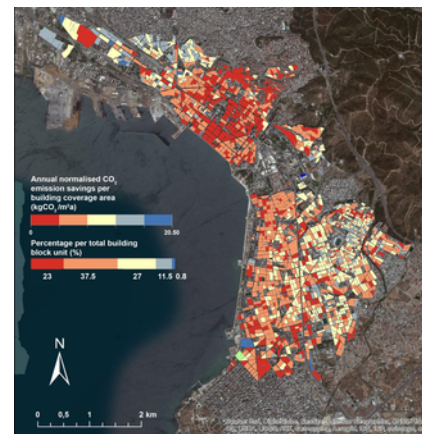 Annual normalised CO₂
emission savings per
building coverage area
(kgCO₂/m²a)
0 20.50
Percentage per total building
block unit (%)
23 37.5 27 11.5 0.8
N
0 0,5 1 2 km